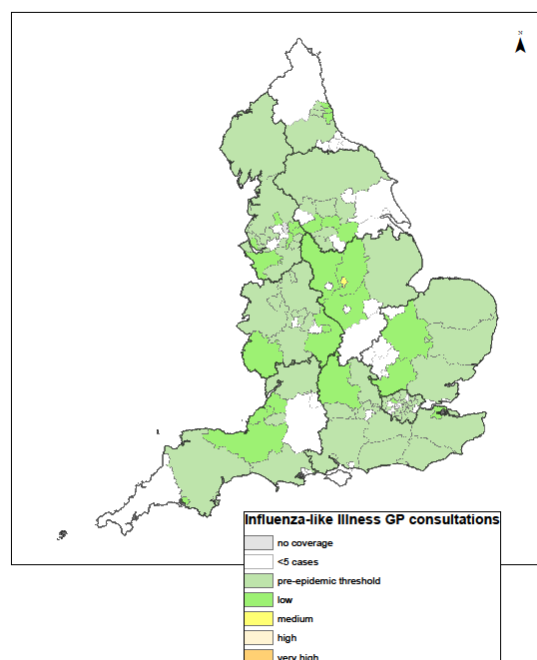 N
Influenza-like Illness GP consultations
no coverage
<5 cases
pre-epidemic threshold
low
medium
high
very high